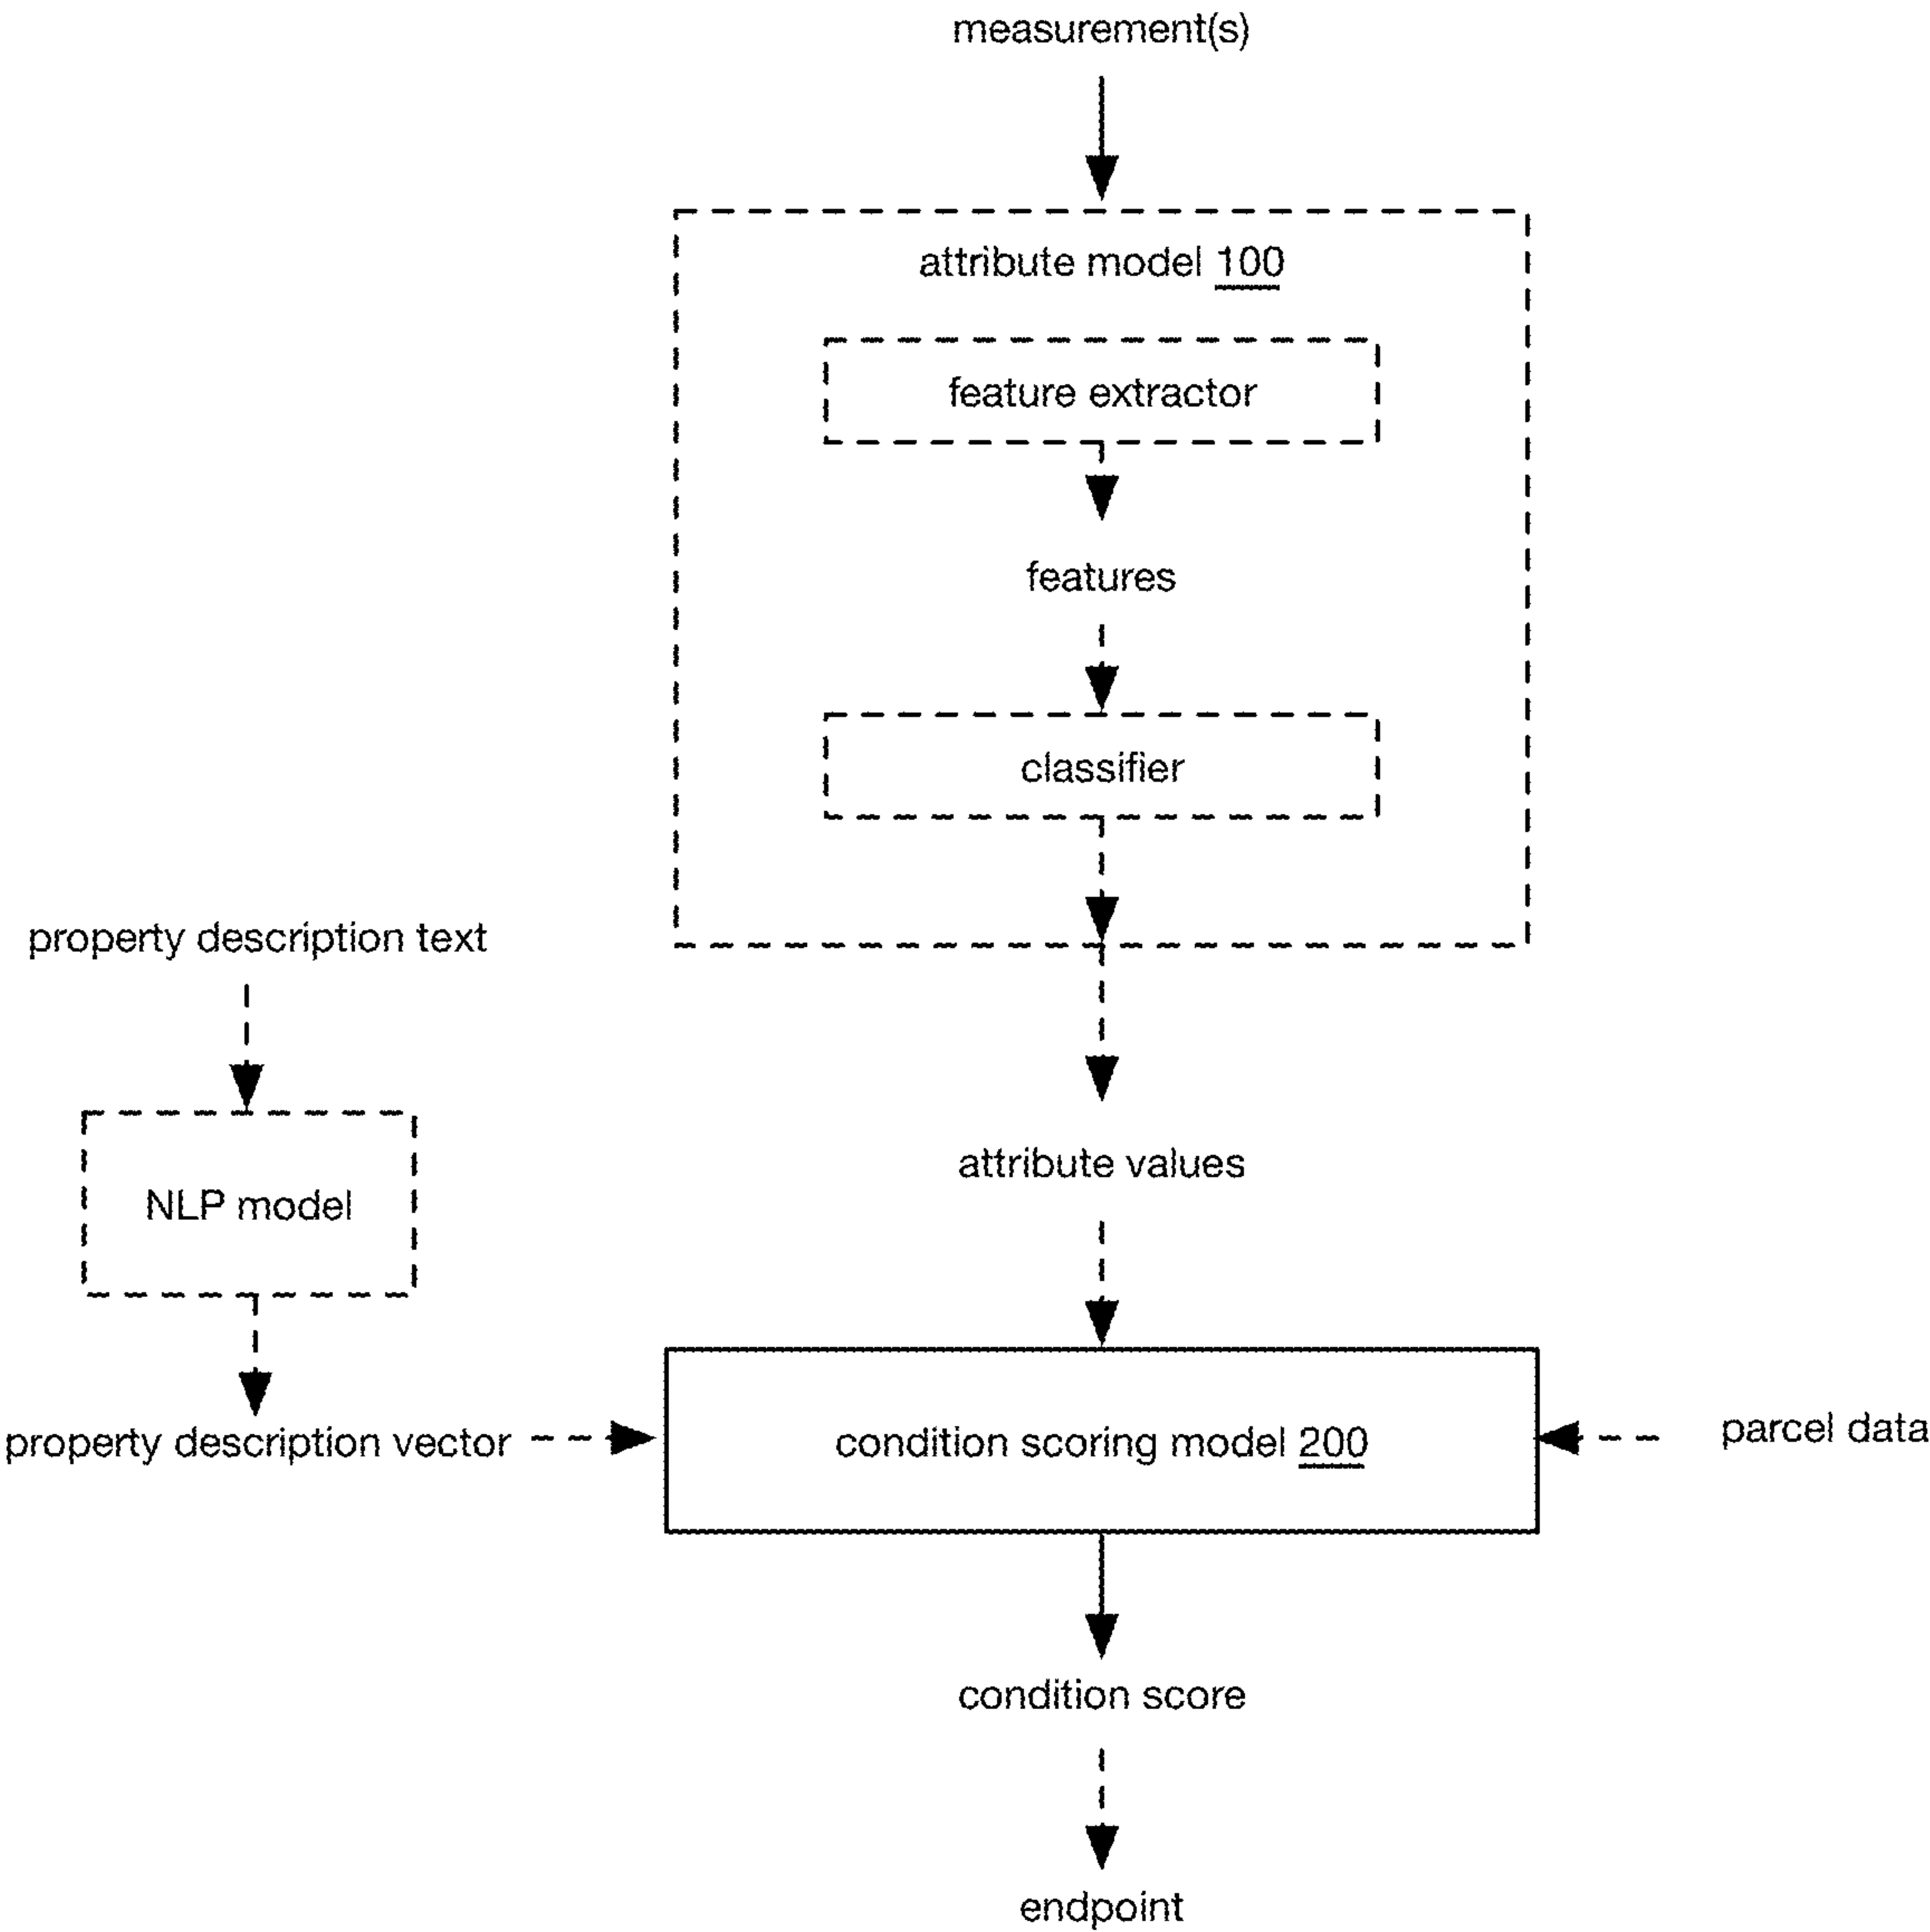 measurement(s)
attribute model 100
feature extractor
features
classifier
property description text
attribute values
NLP model
property description vector
condition scoring model 200
parcel data
condition score
endpoint